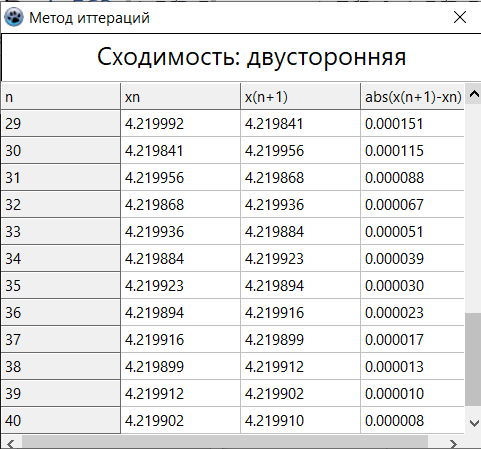 Метод иттераций
Сходимость: двусторонняя
n xn x(n+1) abs(x(n+1)-xn)
29 4.219992 4.219841 0.000151
30 4.219841 4.219956 0.000115
31 4.219956 4.219868 0.000088
32 4.219868 4.219936 0.000067
33 4.219936 4.219884 0.000051
34 4.219884 4.219923 0.000039
35 4.219923 4.219894 0.000030
36 4.219894 4.219916 0.000023
37 4.219916 4.219899 0.000017
38 4.219899 4.219912 0.000013
39 4.219912 4.219902 0.000010
40 4.219902 4.219910 0.000008